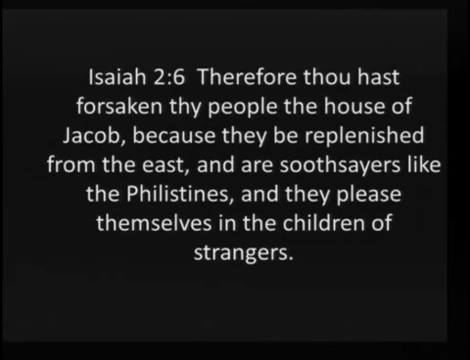 Isaiah 2:6  Therefore thou hast
forsaken thy people the house of
Jacob, because they be replenished
from the east, and are soothsayers like
the Philistines, and they please
themselves in the children of
strangers.